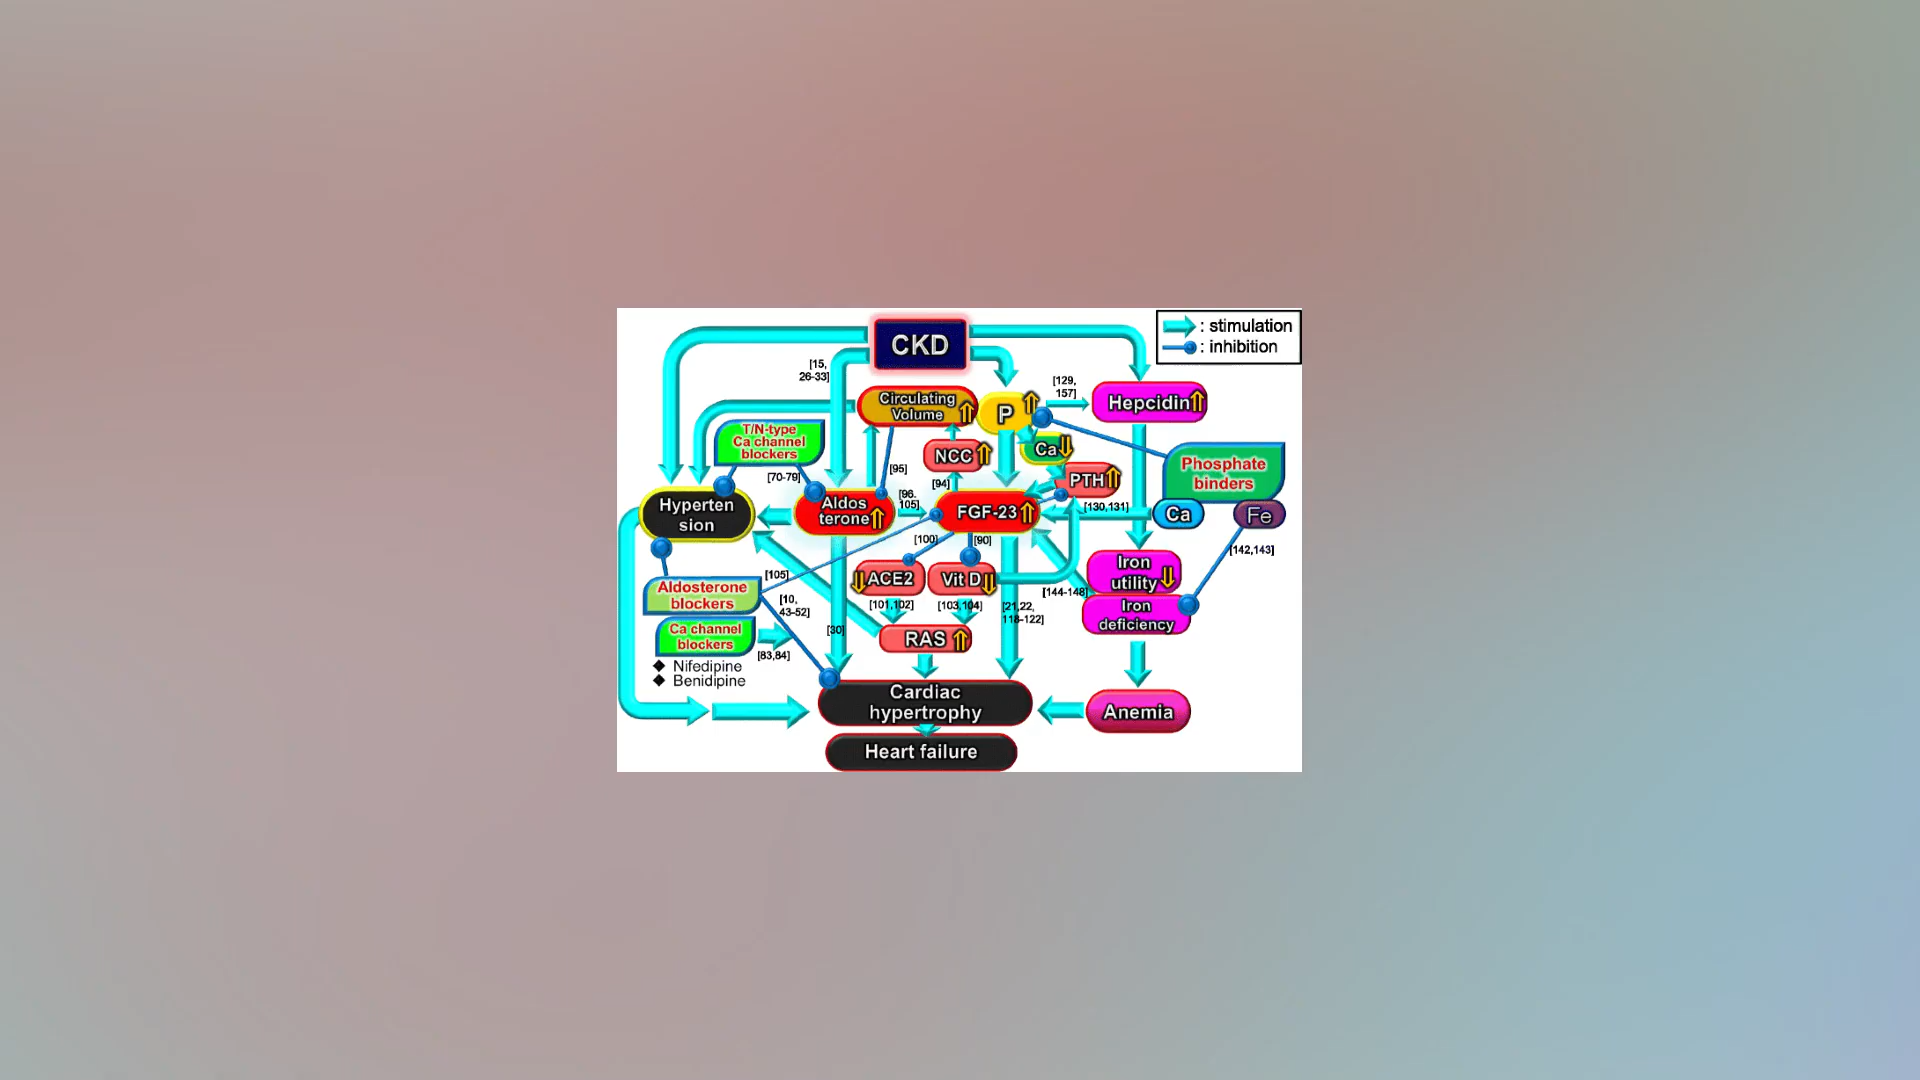 CKD
: stimulation
: inhibition
[15,
26-33]
Circulating
Volume
P
[129,
157]
Hepcidin
T/N-type
Ca channel
blockers
[70-79]
[95]
NCC
Ca
PTH
Phosphate
binders
[94]
Hyperten
sion
Aldos
terone
[96-
105]
FGF-23
[130,131]
Ca
Fe
[100]
[90]
[142,143]
[105]
ACE2
Vit D
Iron
utility
Aldosterone
blockers
[10,
43-52]
[101,102]
[103,104]
[21,22,
118-122]
[144-148]
Iron
deficiency
Ca channel
blockers
[83,84]
[30]
RAS
◆ Nifedipine
◆ Benidipine
Cardiac
hypertrophy
Anemia
Heart failure